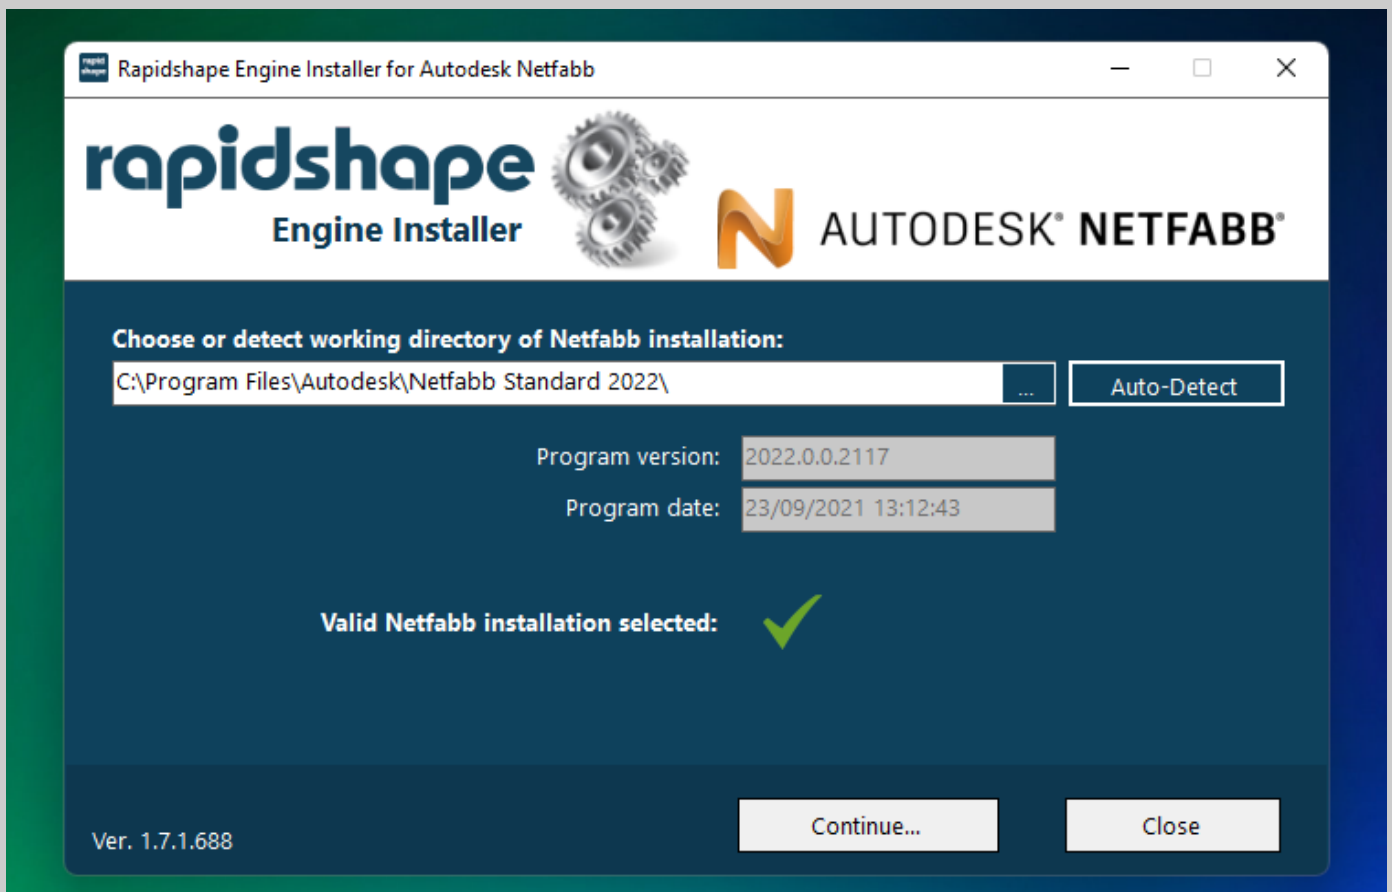 rapid
shape
Rapidshape Engine Installer for Autodesk Netfabb
rapidshape
Engine Installer
AUTODESK® NETFABB®
Choose or detect working directory of Netfabb installation:
C:\Program Files\Autodesk\Netfabb Standard 2022\
...
Auto-Detect
Program version: 2022.0.0.2117
Program date: 23/09/2021 13:12:43
Valid Netfabb installation selected:
Ver. 1.7.1.688
Continue...
Close